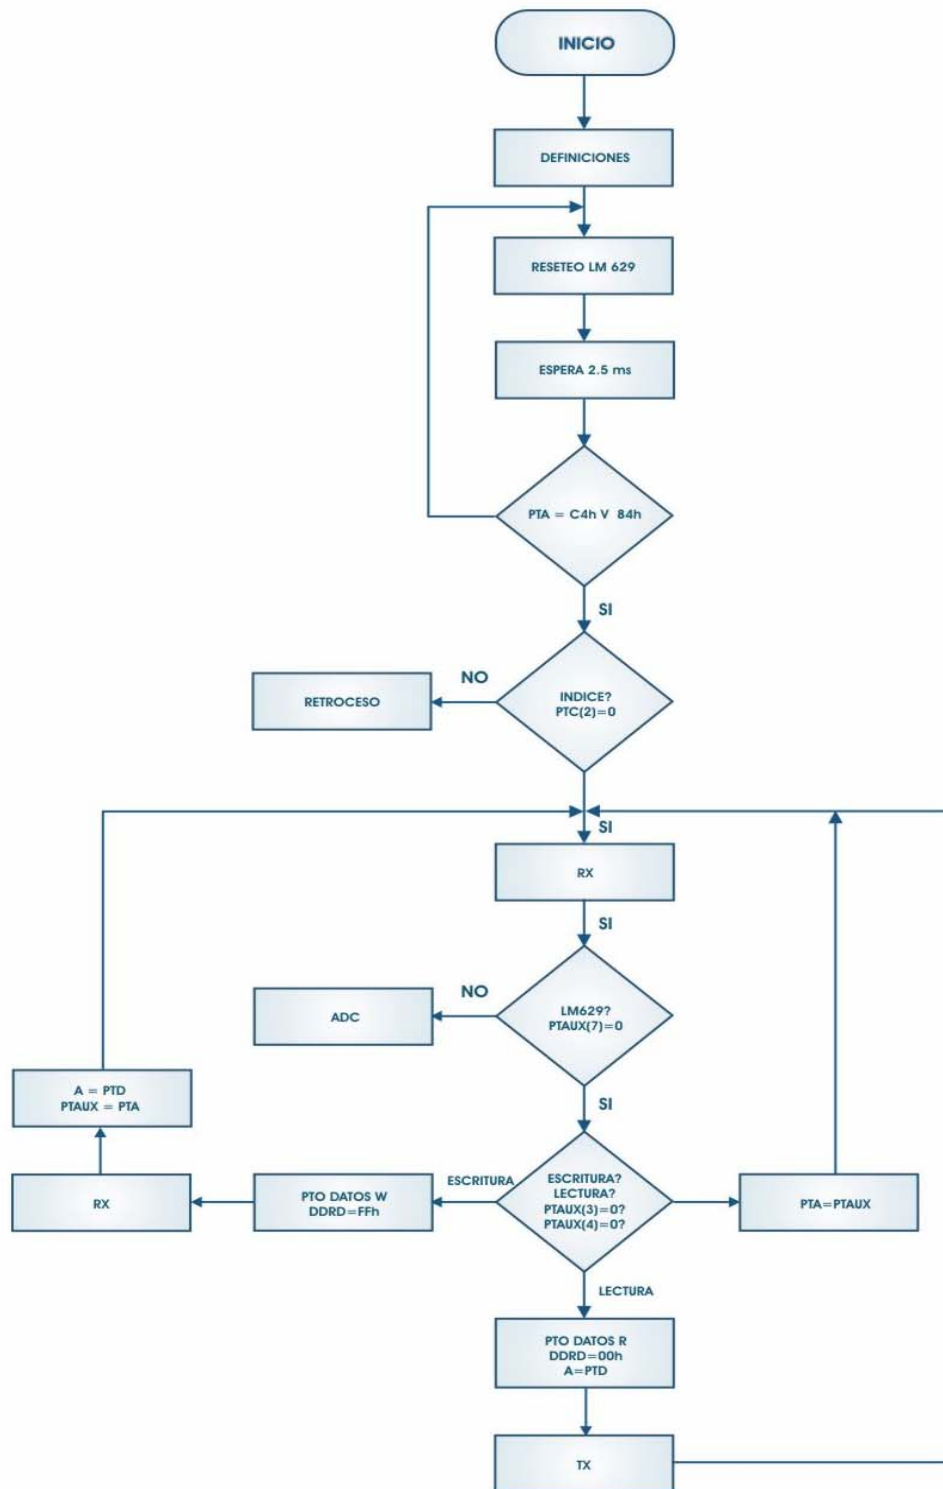 INICIO
DEFINICIONES
RESETEO LM 629
ESPERA 2.5 ms
PTA = C4h V 84h
SI
NO
RETROCESO
INDICE?
PTC(2)=0
SI
RX
SI
NO
ADC
LM629?
PTAUX(7)=0
A = PTD
PTAUX = PTA
SI
RX
PTO DATOS W
DDRD=FFh
ESCRITURA
ESCRITURA?
LECTURA?
PTAUX(3)=0?
PTAUX(4)=0?
PTA=PTAUX
LECTURA
PTO DATOS R
DDRD=00h
A=PTD
TX